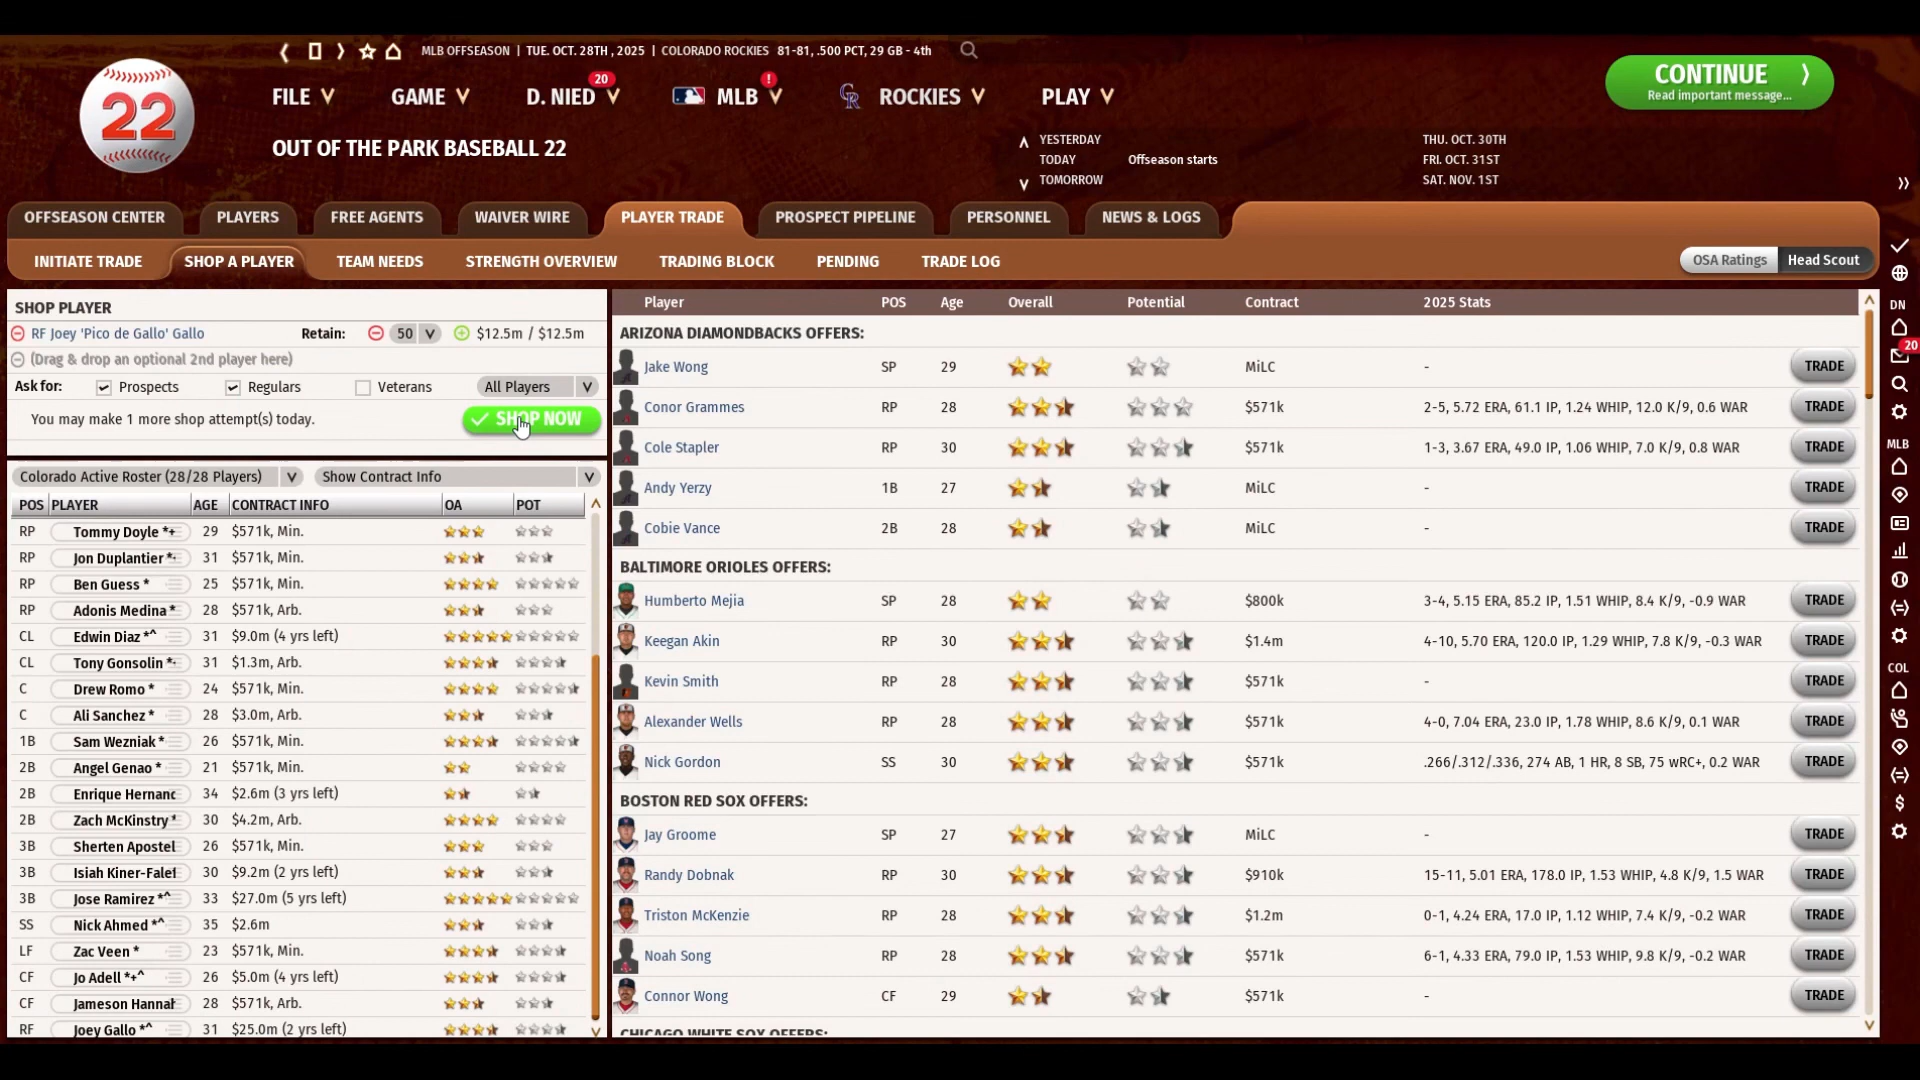 MLB OFFSEASON | TUE. OCT. 28TH , 2025 | COLORADO ROCKIES 81-81, .500 PCT, 29 GB - 4th
22
FILE GAME D. NIED 20 MLB ! CR ROCKIES PLAY
CONTINUE
Read important message...
OUT OF THE PARK BASEBALL 22
YESTERDAY THU. OCT. 30TH
TODAY Offseason starts FRI. OCT. 31ST
TOMORROW SAT. NOV. 1ST
OFFSEASON CENTER PLAYERS FREE AGENTS WAIVER WIRE PLAYER TRADE PROSPECT PIPELINE PERSONNEL NEWS & LOGS
INITIATE TRADE SHOP A PLAYER TEAM NEEDS STRENGTH OVERVIEW TRADING BLOCK PENDING TRADE LOG OSA Ratings Head Scout
SHOP PLAYER
RF Joey 'Pico de Gallo' Gallo Retain: 50 $12.5m / $12.5m
(Drag & drop an optional 2nd player here)
Ask for: Prospects Regulars Veterans All Players
You may make 1 more shop attempt(s) today. SHOP NOW
Colorado Active Roster (28/28 Players) Show Contract Info
POS PLAYER AGE CONTRACT INFO OA POT
RP Tommy Doyle *+ 29 $571k, Min.
RP Jon Duplantier * 31 $571k, Min.
RP Ben Guess * 25 $571k, Min.
RP Adonis Medina * 28 $571k, Arb.
CL Edwin Diaz *^ 31 $9.0m (4 yrs left)
CL Tony Gonsolin * 31 $1.3m, Arb.
C Drew Romo * 24 $571k, Min.
C Ali Sanchez * 28 $3.0m, Arb.
1B Sam Wezniak * 26 $571k, Min.
2B Angel Genao * 21 $571k, Min.
2B Enrique Hernanc 34 $2.6m (3 yrs left)
2B Zach McKinstry * 30 $4.2m, Arb.
3B Sherten Apostel 26 $571k, Min.
3B Isiah Kiner-Falef 30 $9.2m (2 yrs left)
3B Jose Ramirez *^ 33 $27.0m (5 yrs left)
SS Nick Ahmed *^ 35 $2.6m
LF Zac Veen * 23 $571k, Min.
CF Jo Adell *+^ 26 $5.0m (4 yrs left)
CF Jameson Hannah 28 $571k, Arb.
RF Joey Gallo *^ 31 $25.0m (2 yrs left)
Player POS Age Overall Potential Contract 2025 Stats
ARIZONA DIAMONDBACKS OFFERS:
Jake Wong SP 29 MiLC - TRADE
Conor Grammes RP 28 $571k 2-5, 5.72 ERA, 61.1 IP, 1.24 WHIP, 12.0 K/9, 0.6 WAR TRADE
Cole Stapler RP 30 $571k 1-3, 3.67 ERA, 49.0 IP, 1.06 WHIP, 7.0 K/9, 0.8 WAR TRADE
Andy Yerzy 1B 27 MiLC - TRADE
Cobie Vance 2B 28 MiLC - TRADE
BALTIMORE ORIOLES OFFERS:
Humberto Mejia SP 28 $800k 3-4, 5.15 ERA, 85.2 IP, 1.51 WHIP, 8.4 K/9, -0.9 WAR TRADE
Keegan Akin RP 30 $1.4m 4-10, 5.70 ERA, 120.0 IP, 1.29 WHIP, 7.8 K/9, -0.3 WAR TRADE
Kevin Smith RP 28 $571k - TRADE
Alexander Wells RP 28 $571k 4-0, 7.04 ERA, 23.0 IP, 1.78 WHIP, 8.6 K/9, 0.1 WAR TRADE
Nick Gordon SS 30 $571k .266/.312/.336, 274 AB, 1 HR, 8 SB, 75 wRC+, 0.2 WAR TRADE
BOSTON RED SOX OFFERS:
Jay Groome SP 27 MiLC - TRADE
Randy Dobnak RP 30 $910k 15-11, 5.01 ERA, 178.0 IP, 1.53 WHIP, 4.8 K/9, 1.5 WAR TRADE
Triston McKenzie RP 28 $1.2m 0-1, 4.24 ERA, 17.0 IP, 1.12 WHIP, 7.4 K/9, -0.2 WAR TRADE
Noah Song RP 28 $571k 6-1, 4.33 ERA, 79.0 IP, 1.53 WHIP, 9.8 K/9, -0.2 WAR TRADE
Connor Wong CF 29 $571k - TRADE
CHICAGO WHITE SOX OFFERS:
DN
20
MLB
COL